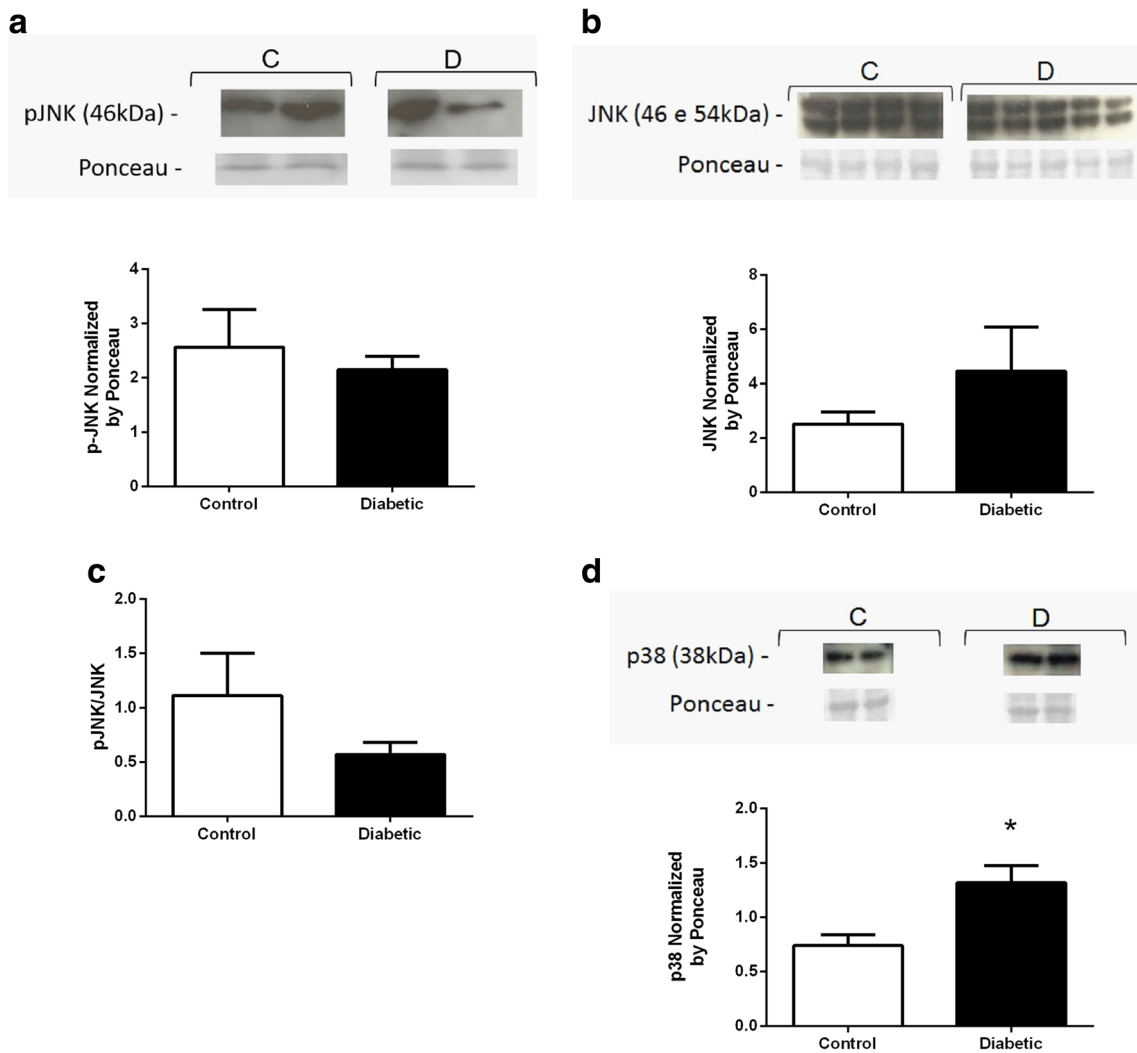 a
C D
pJNK (46kDa) -
Ponceau -
4
3
2
1
0
p-JNK Normalized
by Ponceau
Control Diabetic
b
C D
JNK (46 e 54kDa) -
Ponceau -
8
6
4
2
0
JNK Normalized
by Ponceau
Control Diabetic
c
2.0
1.5
1.0
0.5
0.0
pJNK/JNK
Control Diabetic
d
C D
p38 (38kDa) -
Ponceau -
2.0
1.5
1.0
0.5
0.0
*
p38 Normalized
by Ponceau
Control Diabetic